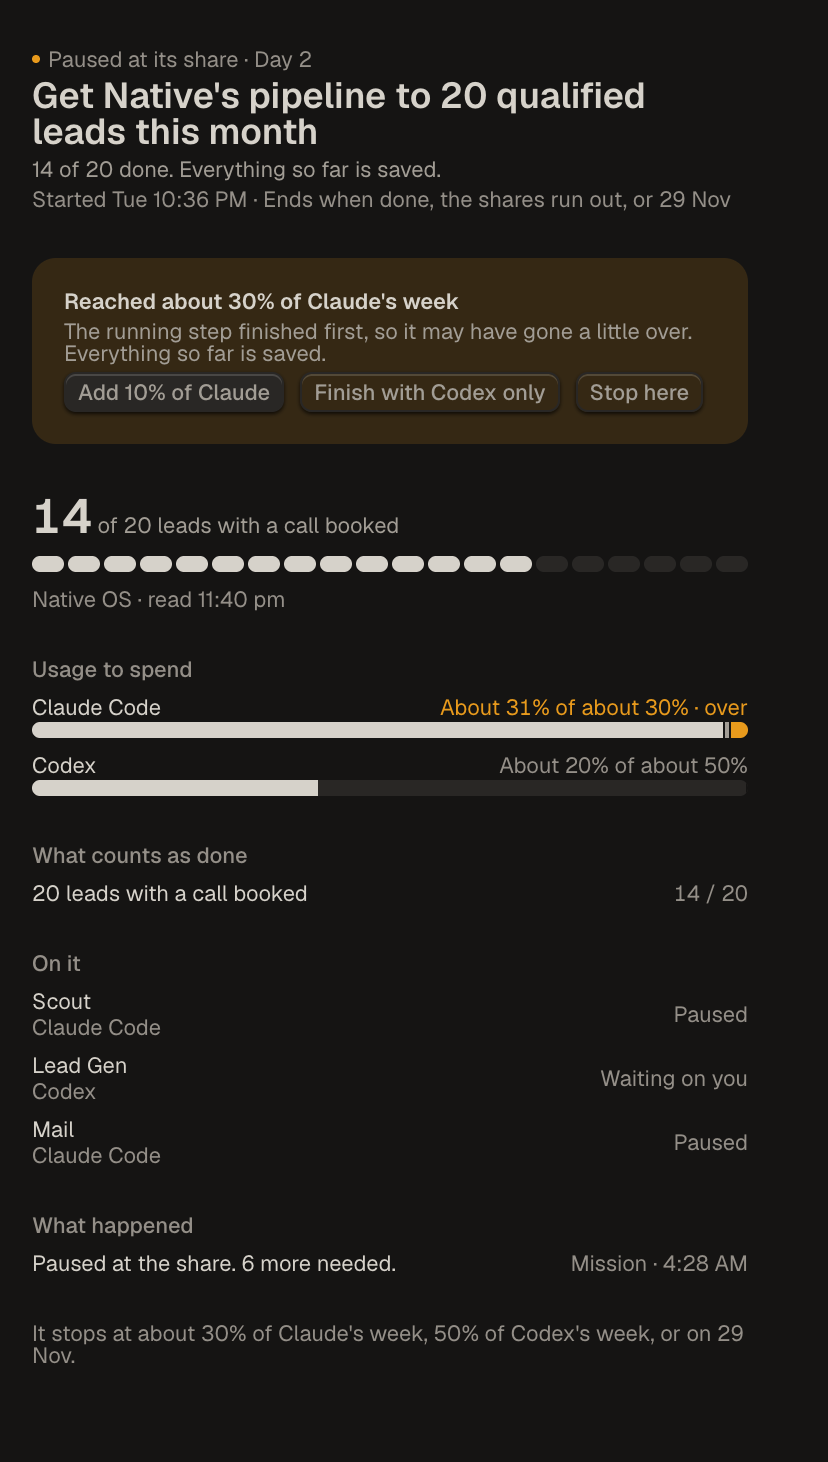 Paused at its share · Day 2
Get Native's pipeline to 20 qualified
leads this month
14 of 20 done. Everything so far is saved.
Started Tue 10:36 PM · Ends when done, the shares run out, or 29 Nov
Reached about 30% of Claude's week
The running step finished first, so it may have gone a little over.
Everything so far is saved.
Add 10% of Claude Finish with Codex only Stop here
14 of 20 leads with a call booked
Native OS · read 11:40 pm
Usage to spend
Claude Code About 31% of about 30% · over
Codex About 20% of about 50%
What counts as done
20 leads with a call booked 14 / 20
On it
Scout
Claude Code Paused
Lead Gen
Codex Waiting on you
Mail
Claude Code Paused
What happened
Paused at the share. 6 more needed. Mission · 4:28 AM
It stops at about 30% of Claude's week, 50% of Codex's week, or on 29
Nov.